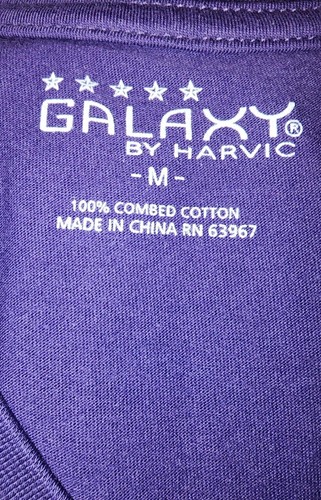 GALAXY®
BY HARVIC
-M-
100% COMBED COTTON
MADE IN CHINA RN 63967